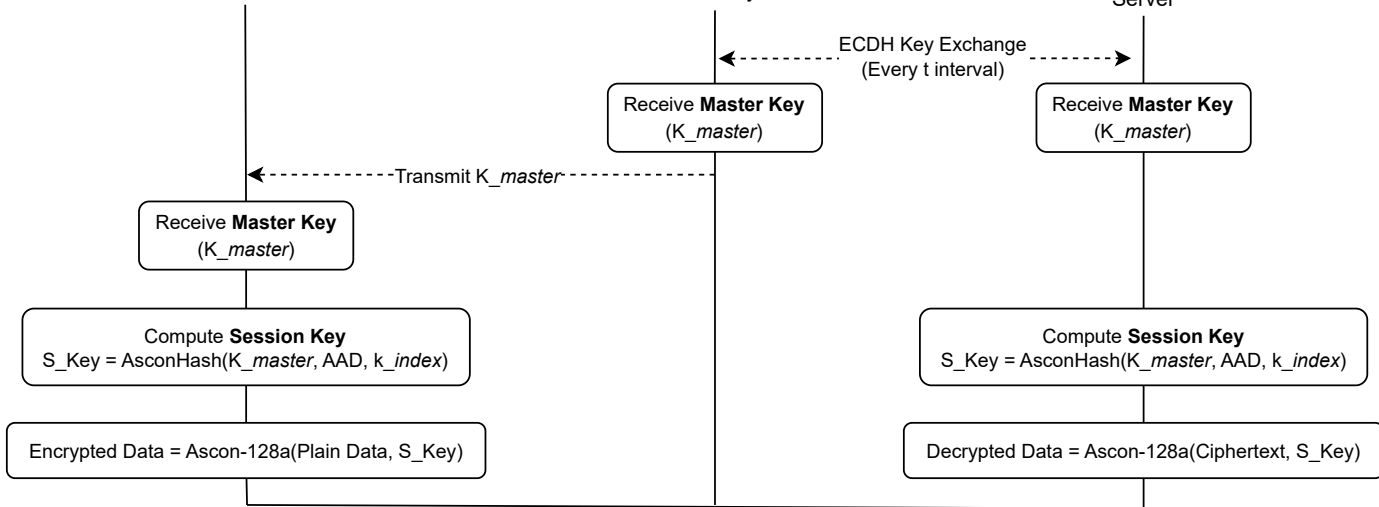 Server
ECDH Key Exchange
(Every t interval)
Receive Master Key
(K_master)
Receive Master Key
(K_master)
Transmit K_master
Receive Master Key
(K_master)
Compute Session Key
S_Key = AsconHash(K_master, AAD, k_index)
Compute Session Key
S_Key = AsconHash(K_master, AAD, k_index)
Encrypted Data = Ascon-128a(Plain Data, S_Key)
Decrypted Data = Ascon-128a(Ciphertext, S_Key)